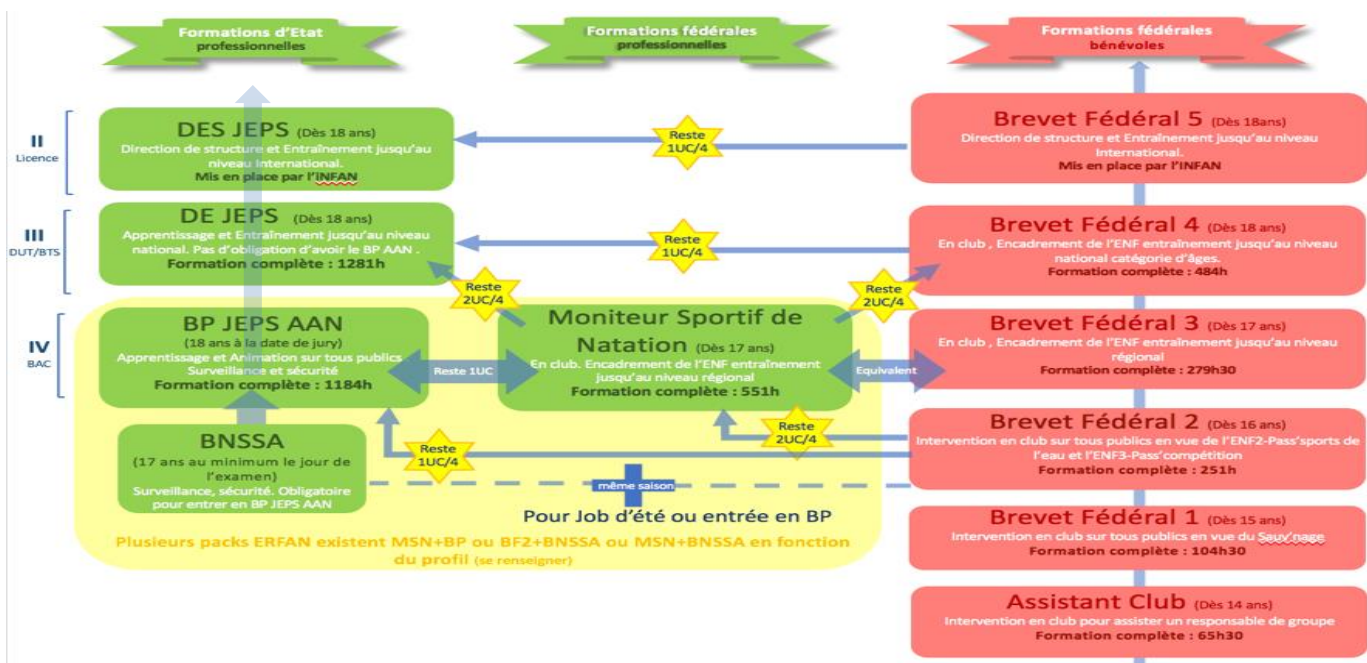 Formations d'Etat
professionnelles
Formations fédérales
professionnelles
Formations fédérales
bénévoles
II
Licence
DES JEPS (Dès 18 ans)
Direction de structure et Entraînement jusqu'au
niveau International.
Mis en place par l'INFAN
Reste
1UC/4
Brevet Fédéral 5 (Dès 18ans)
Direction de structure et Entraînement jusqu'au niveau
International.
Mis en place par l'INFAN
III
DUT/BTS
DE JEPS (Dès 18 ans)
Apprentissage et Entraînement jusqu'au niveau
national. Pas d'obligation d'avoir le BP AAN .
Formation complète : 1281h
Reste
1UC/4
Brevet Fédéral 4 (Dès 18 ans)
En club , Encadrement de l'ENF entraînement jusqu'au niveau
national catégorie d'âges.
Formation complète : 484h
Reste
2UC/4
Reste
2UC/4
IV
BAC
BP JEPS AAN
(18 ans à la date de jury)
Apprentissage et Animation sur tous publics
Surveillance et sécurité
Formation complète : 1184h
Reste 1UC
Moniteur Sportif de
Natation (Dès 17 ans)
En club. Encadrement de l'ENF entraînement
jusqu'au niveau régional
Formation complète : 551h
Equivalent
Brevet Fédéral 3 (Dès 17 ans)
En club , Encadrement de l'ENF entraînement jusqu'au niveau
régional
Formation complète : 279h30
Reste
2UC/4
Brevet Fédéral 2 (Dès 16 ans)
Intervention en club sur tous publics en vue de l'ENF2-Pass'sports de
l'eau et l'ENF3-Pass'compétition
Formation complète : 251h
BNSSA
(17 ans au minimum le jour de
l'examen)
Surveillance, sécurité. Obligatoire
pour entrer en BP JEPS AAN
Reste
1UC/4
même saison
Pour Job d'été ou entrée en BP
Brevet Fédéral 1 (Dès 15 ans)
Intervention en club sur tous publics en vue du Sauv'nage
Formation complète : 104h30
Plusieurs packs ERFAN existent MSN+BP ou BF2+BNSSA ou MSN+BNSSA en fonction
du profil (se renseigner)
Assistant Club (Dès 14 ans)
Intervention en club pour assister un responsable de groupe
Formation complète : 65h30